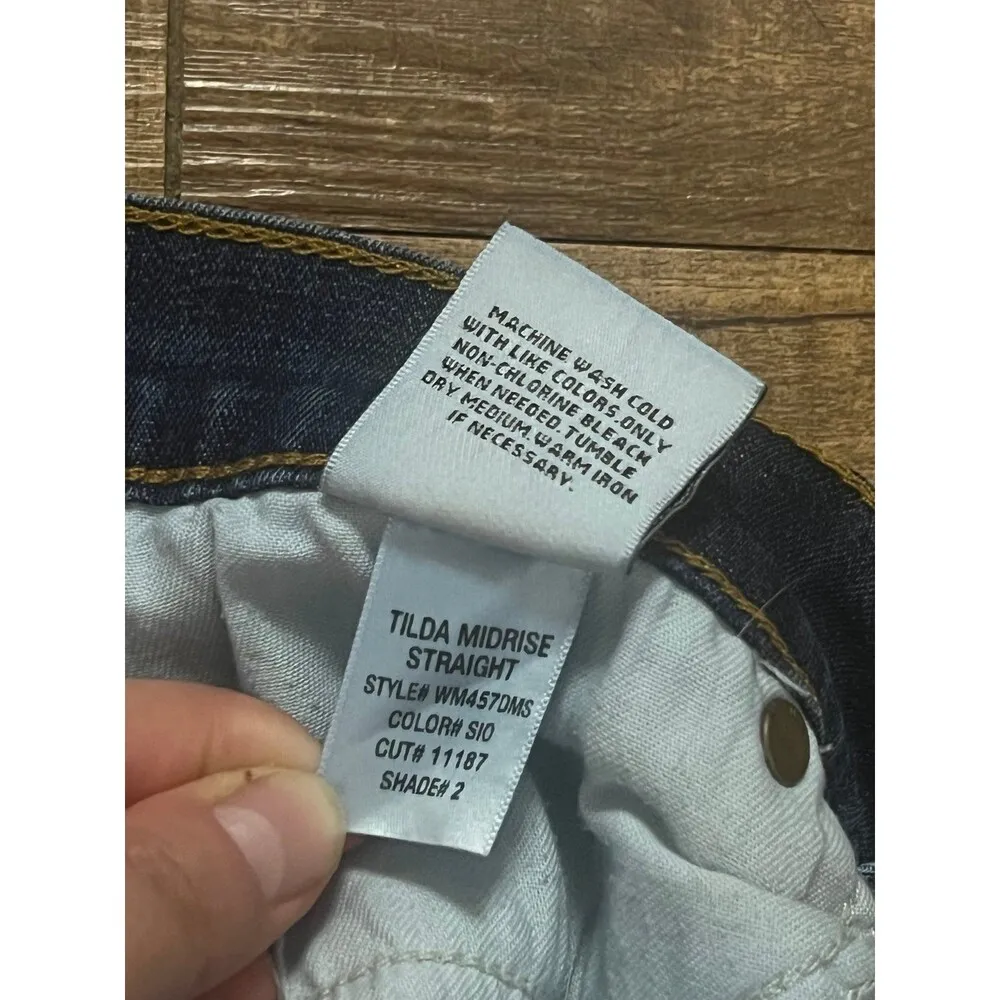 MACHINE WASH COLD
WITH LIKE COLORS.ONLY
NON-CHLORINE BLEACH
WHEN NEEDED.TUMBLE
DRY MEDIUM.WARM IRON
IF NECESSARY.
TILDA MIDRISE
STRAIGHT
STYLE# WM457DMS
COLOR# SIO
CUT# 11187
SHADE# 2